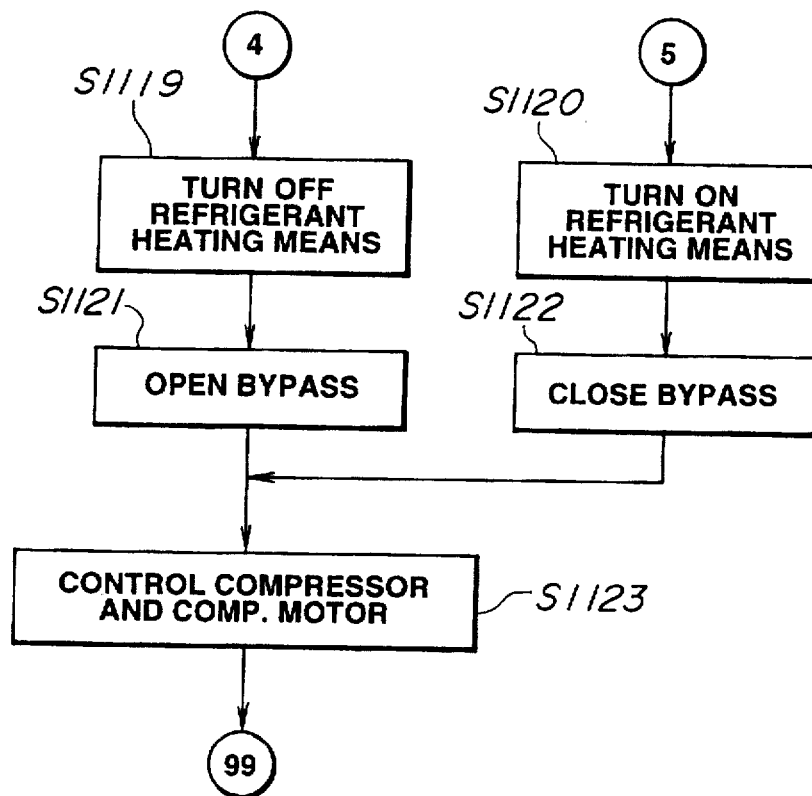 4
5
S1119
S1120
TURN OFF
REFRIGERANT
HEATING MEANS
TURN ON
REFRIGERANT
HEATING MEANS
S1121
S1122
OPEN BYPASS
CLOSE BYPASS
CONTROL COMPRESSOR
AND COMP. MOTOR
S1123
99